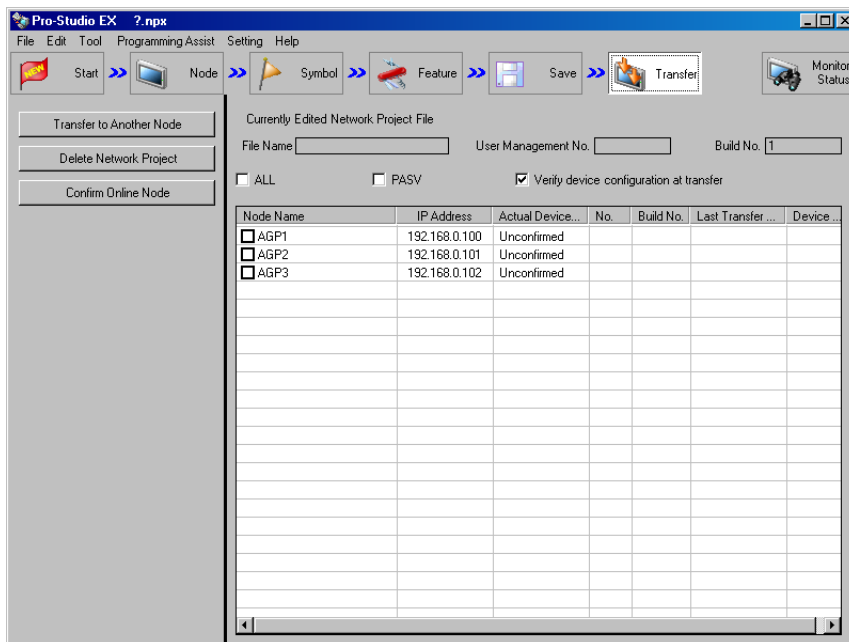 Pro-Studio EX ?.npx
File Edit Tool Programming Assist Setting Help
NEW Start Node Symbol Feature Save Transfer Monitor Status
Transfer to Another Node
Delete Network Project
Confirm Online Node
Currently Edited Network Project File
File Name User Management No. Build No. 1
ALL PASV Verify device configuration at transfer
Node Name IP Address Actual Device... No. Build No. Last Transfer ... Device ...
AGP1 192.168.0.100 Unconfirmed
AGP2 192.168.0.101 Unconfirmed
AGP3 192.168.0.102 Unconfirmed